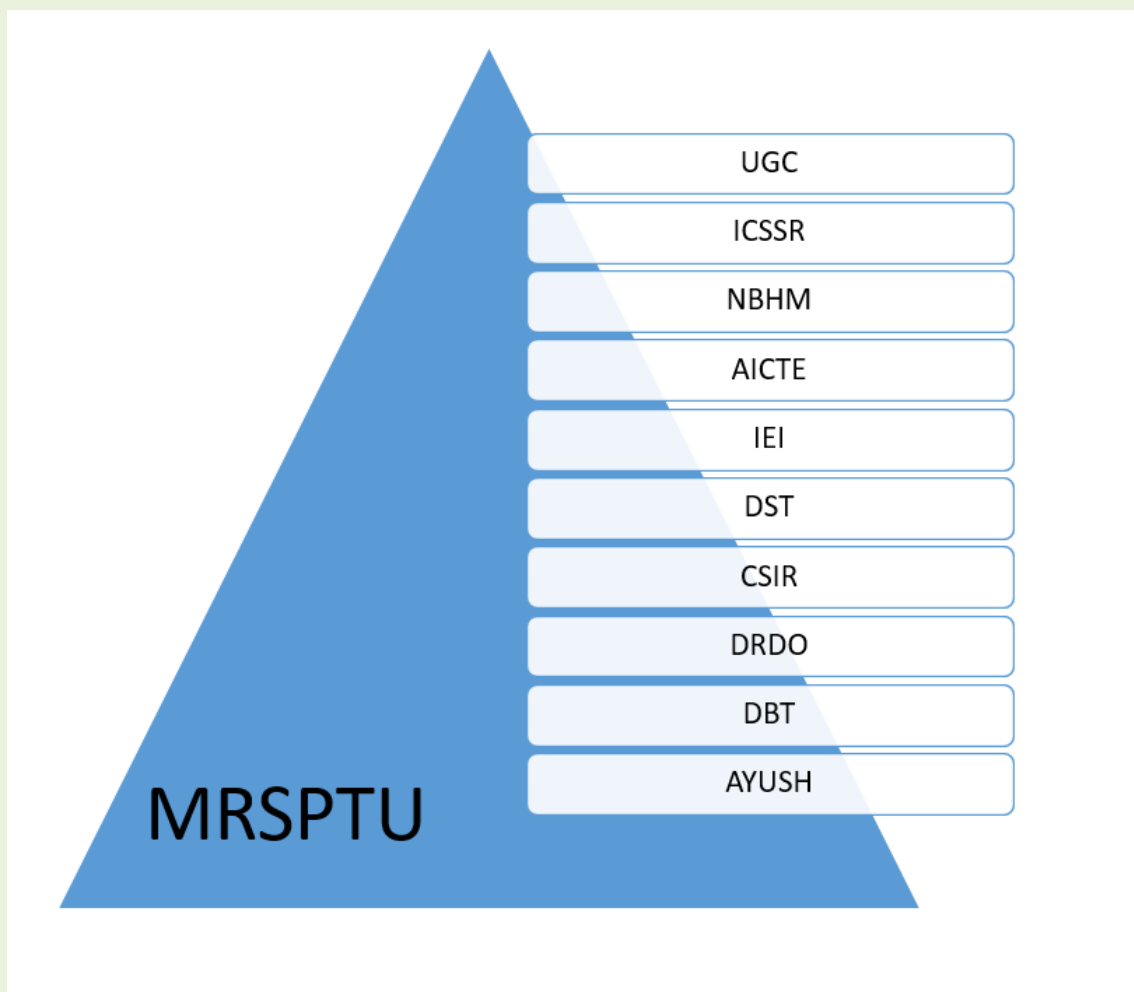 UGC
ICSSR
NBHM
AICTE
IEI
DST
CSIR
DRDO
DBT
AYUSH
MRSPTU